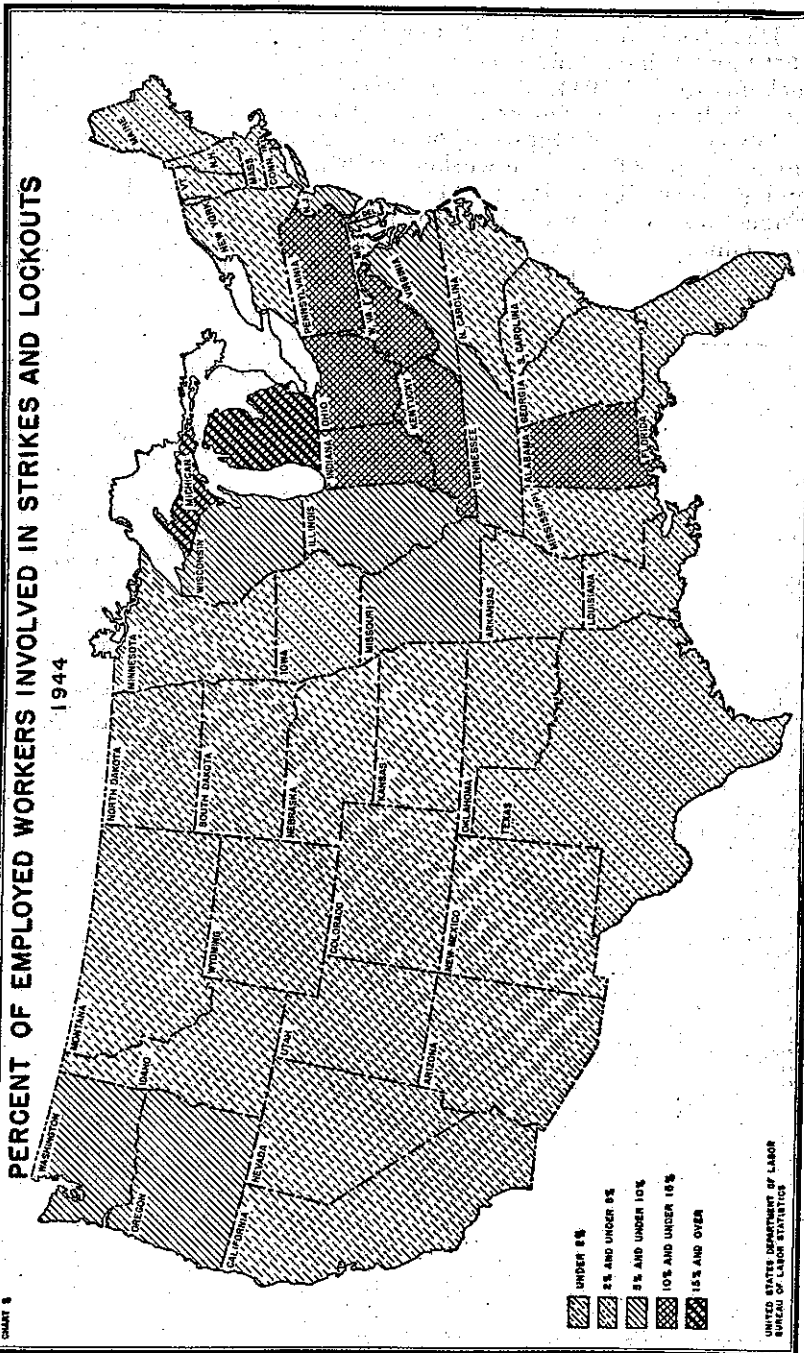 CHART 5
PERCENT OF EMPLOYED WORKERS INVOLVED IN STRIKES AND LOCKOUTS
1944
WASHINGTON
OREGON
CALIFORNIA
NEVADA
IDAHO
MONTANA
WYOMING
UTAH
COLORADO
ARIZONA
NEW MEXICO
NORTH DAKOTA
SOUTH DAKOTA
NEBRASKA
KANSAS
OKLAHOMA
TEXAS
MINNESOTA
IOWA
MISSOURI
ARKANSAS
LOUISIANA
WISCONSIN
ILLINOIS
MICHIGAN
INDIANA
OHIO
KENTUCKY
TENNESSEE
MISSISSIPPI
ALABAMA
GEORGIA
FLORIDA
S. CAROLINA
N. CAROLINA
VIRGINIA
W. VA.
PENNSYLVANIA
N.J.
NEW YORK
VT.
N.H.
MAINE
MASS.
CONN.
UNDER 2%
2% AND UNDER 5%
5% AND UNDER 10%
10% AND UNDER 15%
15% AND OVER
UNITED STATES DEPARTMENT OF LABOR
BUREAU OF LABOR STATISTICS